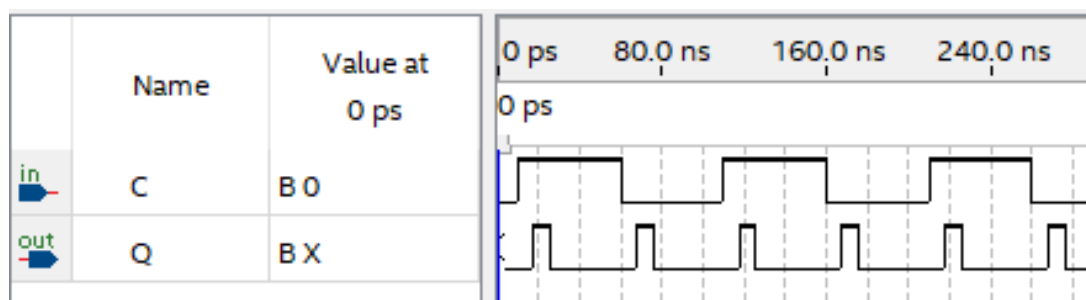 Name
Value at
0 ps
0 ps 80.0 ns 160.0 ns 240.0 ns
0 ps
in
C
B 0
out
Q
B X